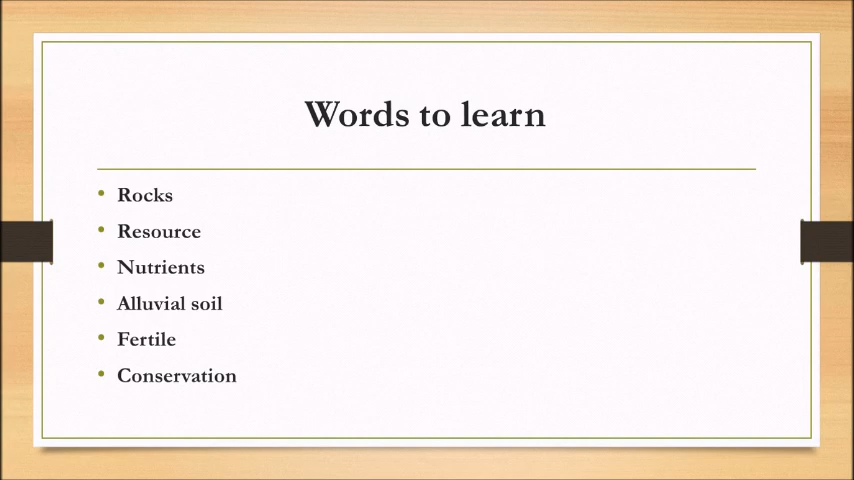 Words to learn
• Rocks
• Resource
• Nutrients
• Alluvial soil
• Fertile
• Conservation